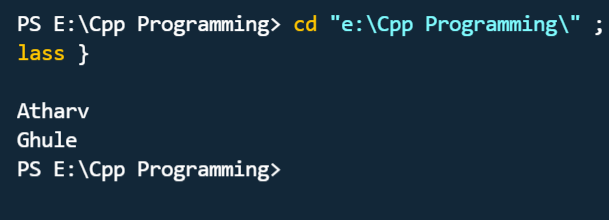 PS E:\Cpp Programming> cd "e:\Cpp Programming\" ;
lass }
Atharv
Ghule
PS E:\Cpp Programming>